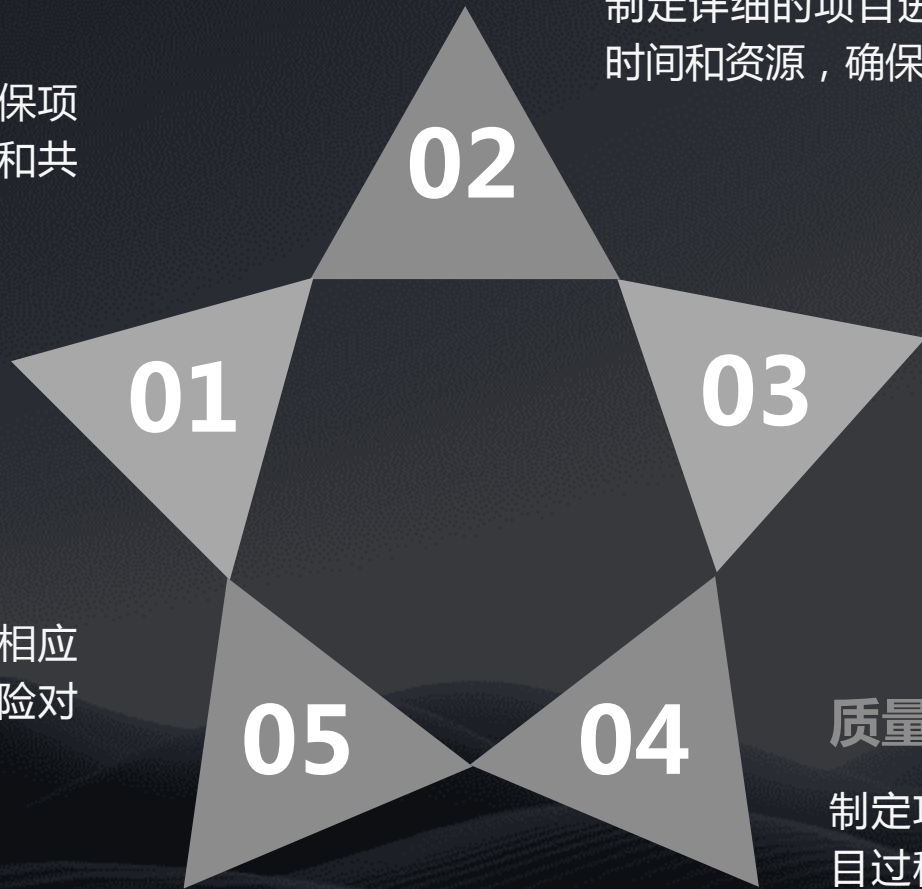 制定详细的项目进
时间和资源，确保
保项
和共
02
01
03
相应
险对
05
04
质量
制定项
目过程